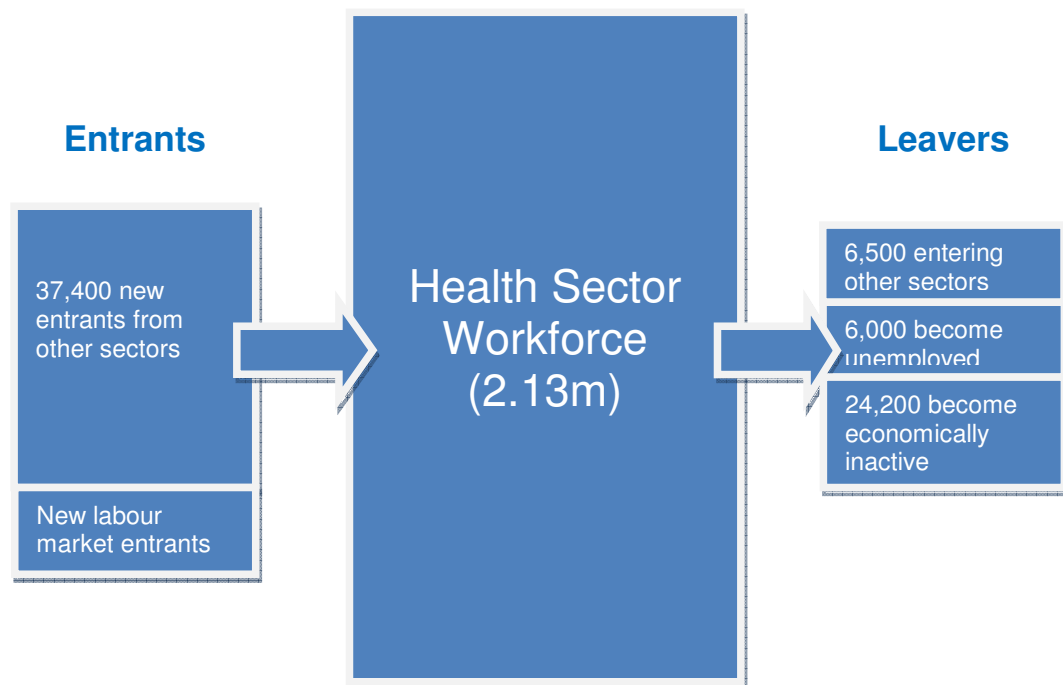 Entrants
37,400 new
entrants from
other sectors
New labour
market entrants
Health Sector
Workforce
(2.13m)
Leavers
6,500 entering
other sectors
6,000 become
unemployed
24,200 become
economically
inactive